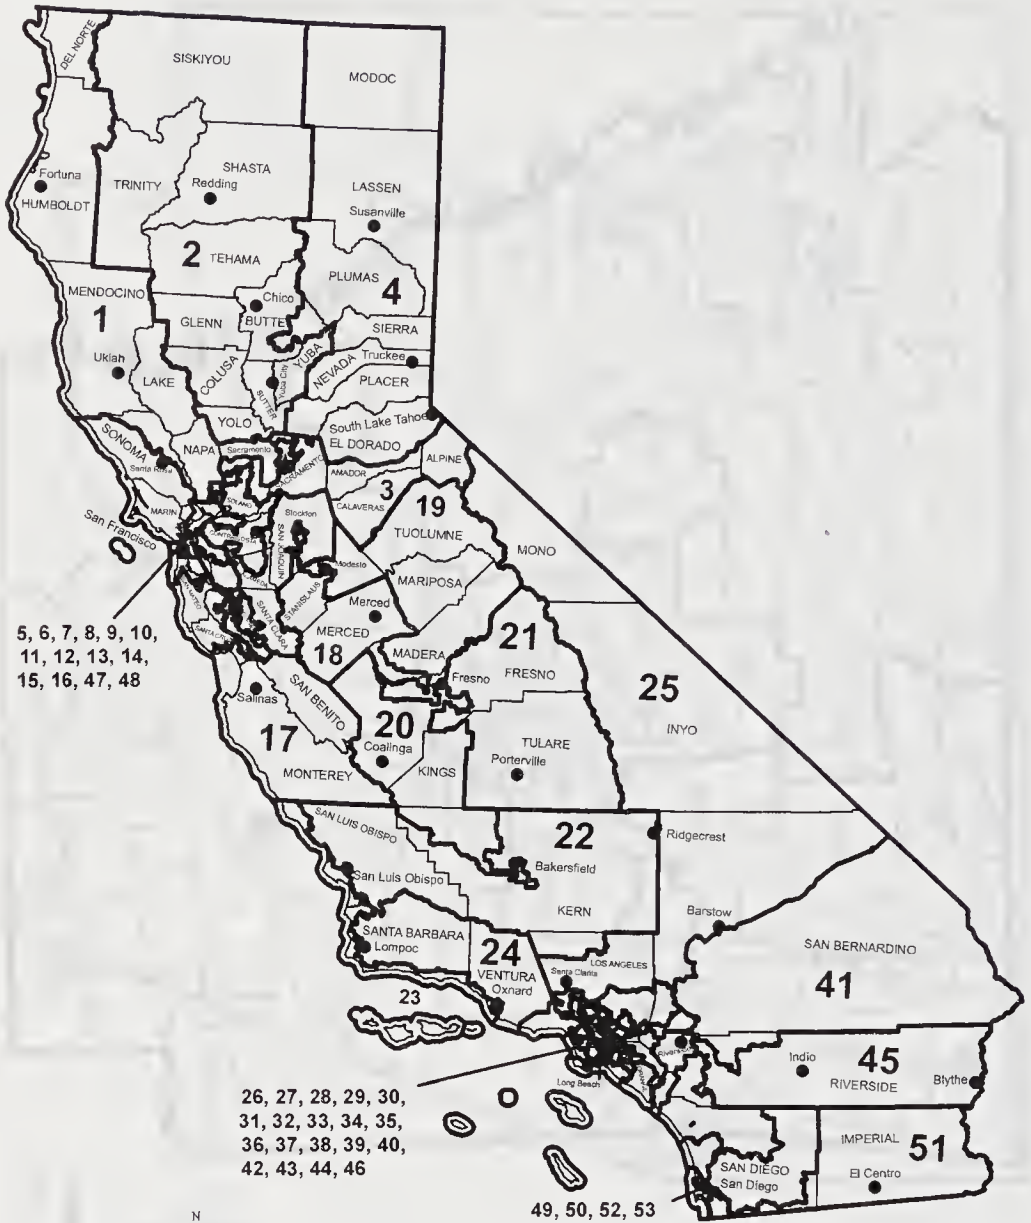 DEL NORTE
SISKIYOU
MODOC
Fortuna
HUMBOLDT
TRINITY
SHASTA
Redding
LASSEN
Susanville
2 TEHAMA
PLUMAS
4
MENDOCINO
1
Chico
GLENN
BUTTE
SIERRA
Ukiah
LAKE
COLUSA
SUTTER
Yuba City
YUBA
NEVADA
Truckee
PLACER
YOLO
South Lake Tahoe
EL DORADO
SONOMA
Santa Rosa
NAPA
Sacramento
SACRAMENTO
AMADOR
ALPINE
3
CALAVERAS
19
TUOLUMNE
MARIN
SOLANO
San Francisco
CONTRA COSTA
Stockton
SAN JOAQUIN
MONO
Modesto
MARIPOSA
SAN MATEO
STANISLAUS
SANTA CLARA
Merced
MERCED
18
5, 6, 7, 8, 9, 10,
11, 12, 13, 14,
15, 16, 47, 48
MADERA
21
Fresno
FRESNO
25
INYO
Salinas
SAN BENITO
17
MONTEREY
20
Coalinga
KINGS
TULARE
Porterville
SAN LUIS OBISPO
22
Ridgecrest
Bakersfield
San Luis Obispo
KERN
Barstow
SANTA BARBARA
Lompoc
24
VENTURA
Oxnard
Santa Clarita
LOS ANGELES
SAN BERNARDINO
41
23
Riverside
Indio
45
RIVERSIDE
Blythe
Long Beach
26, 27, 28, 29, 30,
31, 32, 33, 34, 35,
36, 37, 38, 39, 40,
42, 43, 44, 46
IMPERIAL
51
SAN DIEGO
San Diego
El Centro
49, 50, 52, 53
N